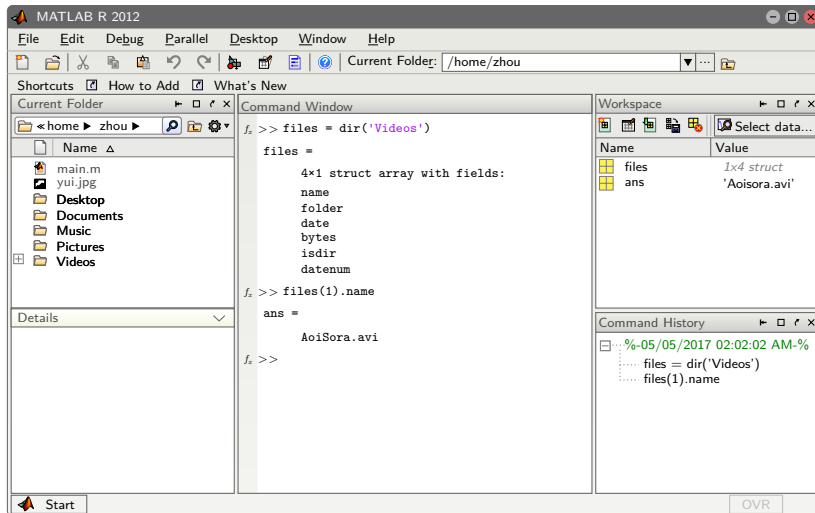 MATLAB R 2012
File Edit Debug Parallel Desktop Window Help
Current Folder: /home/zhou
Shortcuts How to Add What's New
Current Folder
« home ▶ zhou ▶
Name
main.m
yui.jpg
Desktop
Documents
Music
Pictures
Videos
Details
Command Window
fx >> files = dir('Videos')
files =
4×1 struct array with fields:
name
folder
date
bytes
isdir
datenum
fx >> files(1).name
ans =
AoiSora.avi
fx >>
Workspace
Select data...
Name Value
files 1x4 struct
ans 'Aoisora.avi'
Command History
%-05/05/2017 02:02:02 AM-%
files = dir('Videos')
files(1).name
Start
OVR